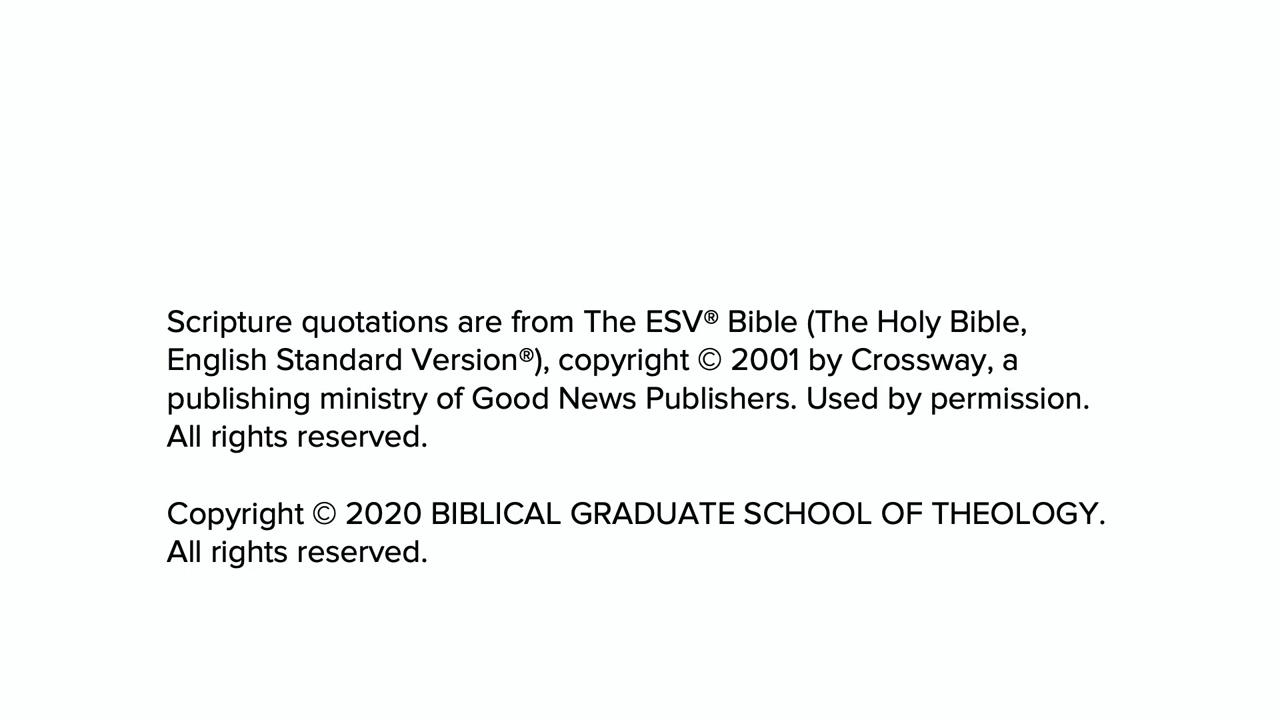 Scripture quotations are from The ESV® Bible (The Holy Bible,
English Standard Version®), copyright © 2001 by Crossway, a
publishing ministry of Good News Publishers. Used by permission.
All rights reserved.
Copyright © 2020 BIBLICAL GRADUATE SCHOOL OF THEOLOGY.
All rights reserved.